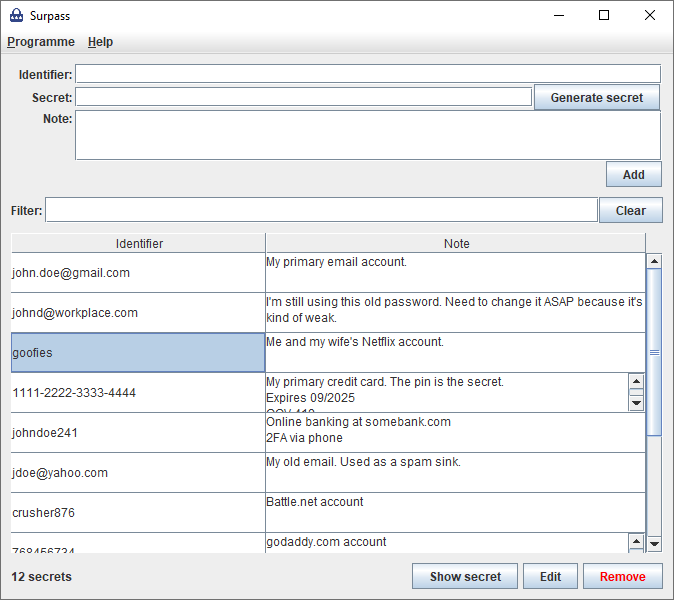 Surpass
Programme Help
Identifier:
Secret: Generate secret
Note:
Add
Filter: Clear
Identifier Note
john.doe@gmail.com My primary email account.
johnd@workplace.com I'm still using this old password. Need to change it ASAP because it's
kind of weak.
goofies Me and my wife's Netflix account.
1111-2222-3333-4444 My primary credit card. The pin is the secret.
Expires 09/2025
johndoe241 Online banking at somebank.com
2FA via phone
jdoe@yahoo.com My old email. Used as a spam sink.
crusher876 Battle.net account
768456734 godaddy.com account
12 secrets Show secret Edit Remove